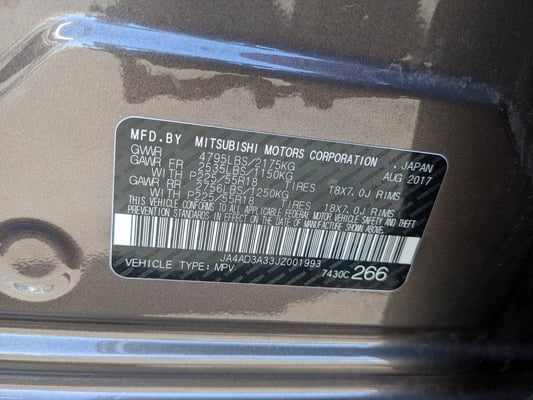 MFD.BY MITSUBISHI MOTORS CORPORATION , JAPAN
GVWR 4795LBS/2175KG AUG 2017
GAWR FR 2535LBS/1150KG
WITH P225/55R18 TIRES 18X7.0J RIMS
GAWR RR 2756LBS/1250KG
WITH P225/55R18 TIRES 18X7.0J RIMS
THIS VEHICLE CONFORMS TO ALL APPLICABLE FEDERAL MOTOR VEHICLE SAFETY AND THEFT
PREVENTION STANDARDS IN EFFECT ON THE DATE OF MANUFACTURE SHOWN ABOVE.
JA4AD3A33JZ001993
VEHICLE TYPE: MPV 7430C 266